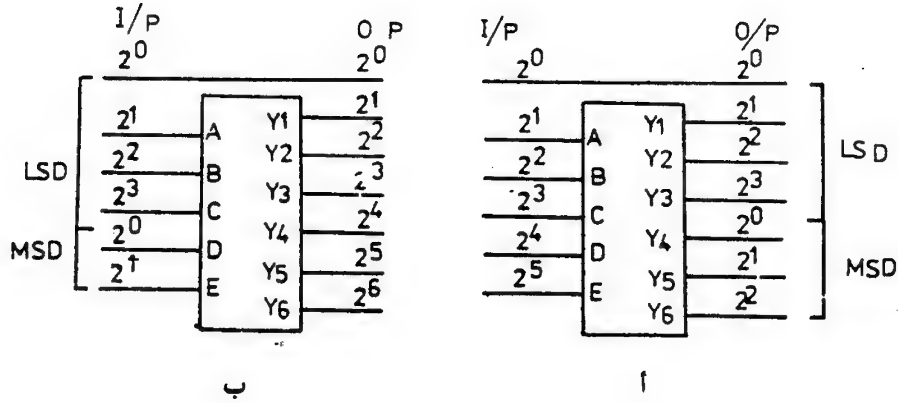 I/P O P
2⁰ 2⁰
2¹ A Y1 2¹
2² B Y2 2²
2³ C Y3 2³
2⁰ D Y4 2⁴
2¹ E Y5 2⁵
Y6 2⁶
LSD
MSD
ب
I/P O/P
2⁰ 2⁰
2¹ A Y1 2¹
2² B Y2 2²
2³ C Y3 2³
2⁴ D Y4 2⁰
2⁵ E Y5 2¹
Y6 2²
LSD
MSD
أ